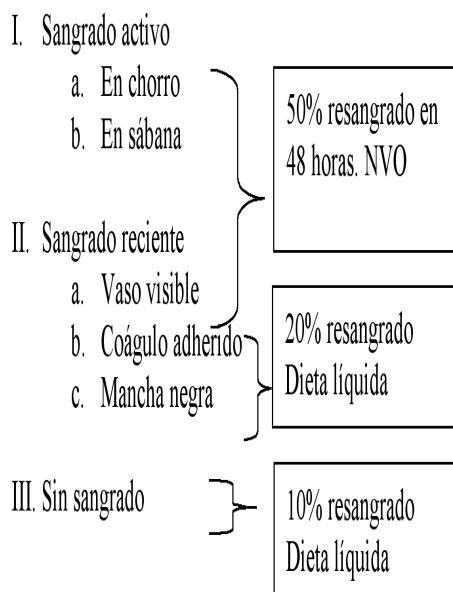 I. Sangrado activo
a. En chorro
b. En sábana
50% resangrado en
48 horas. NVO
II. Sangrado reciente
a. Vaso visible
b. Coágulo adherido
c. Mancha negra
20% resangrado
Dieta líquida
III. Sin sangrado
10% resangrado
Dieta líquida